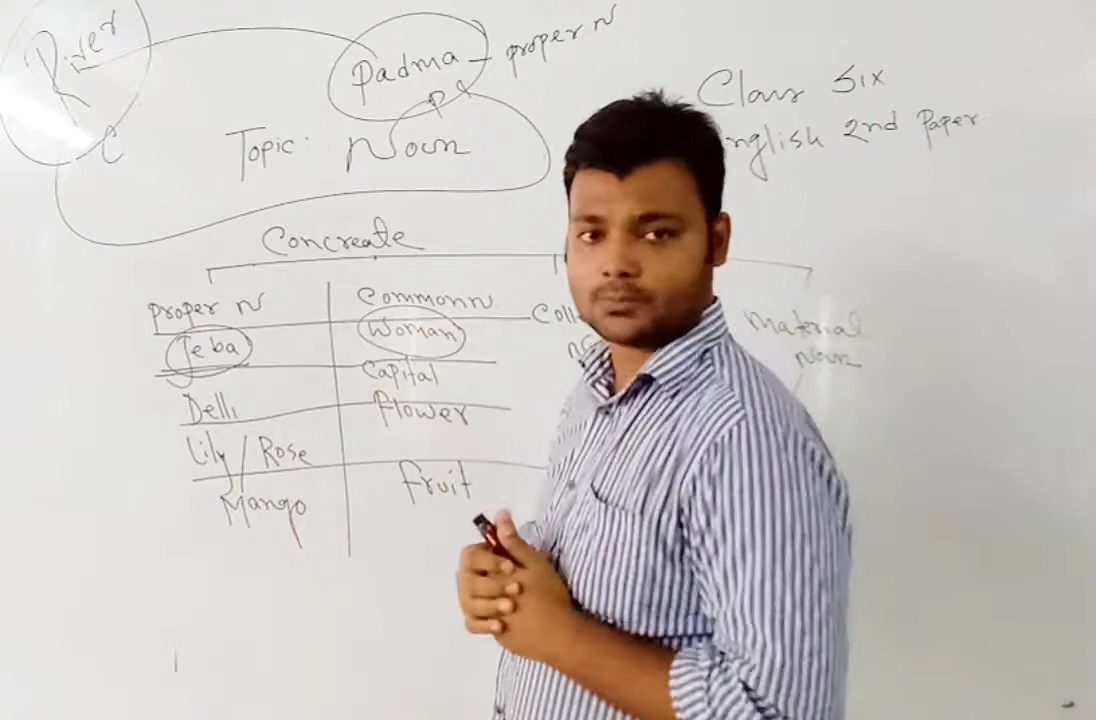 River
Padma - proper N
C
Class Six
English 2nd Paper
Topic: Noun
Concreate
proper N
Common n
Coll
N
Material
Noun
Jeba
Woman
Capital
Delli
flower
Lily / Rose
fruit
Mango